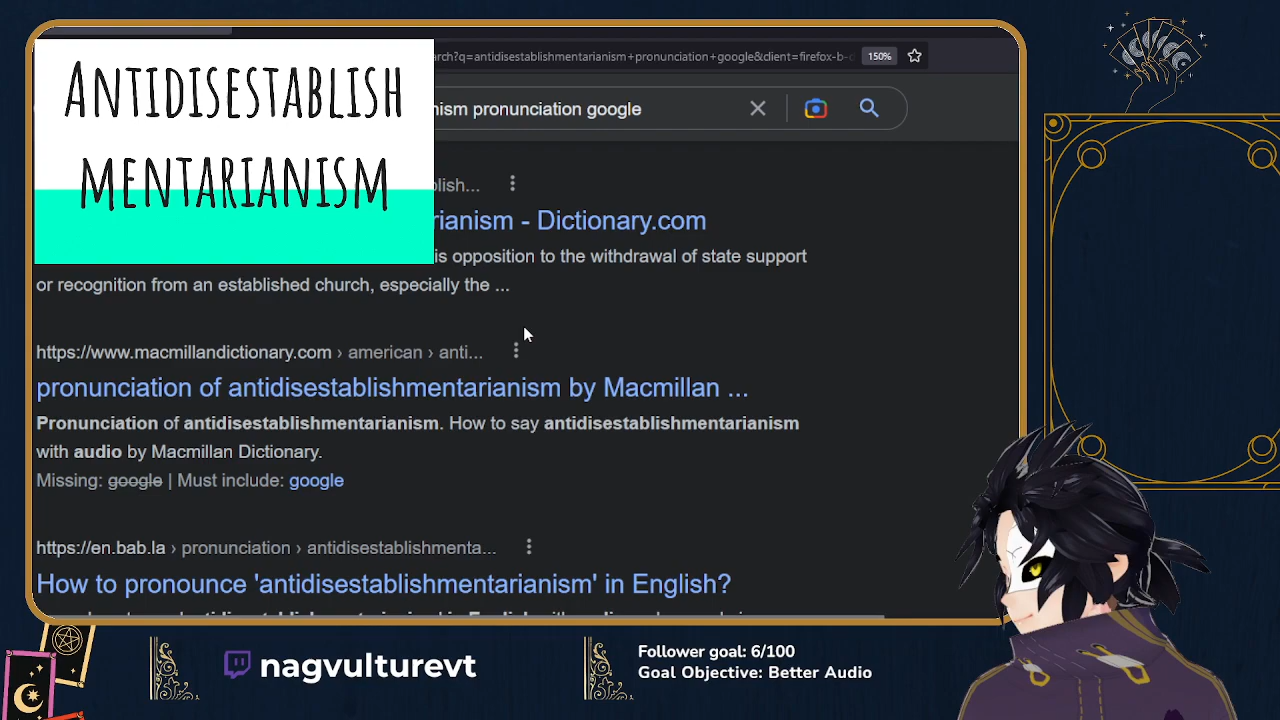 ANTIDISESTABLISH
MENTARIANISM
rch?q=antidisestablishmentarianism+pronunciation+google&client=firefox-b-d
150%
nism pronunciation google
olish...
rianism - Dictionary.com
is opposition to the withdrawal of state support
or recognition from an established church, especially the ...
https://www.macmillandictionary.com › american › anti...
pronunciation of antidisestablishmentarianism by Macmillan ...
Pronunciation of antidisestablishmentarianism. How to say antidisestablishmentarianism
with audio by Macmillan Dictionary.
Missing: google | Must include: google
https://en.bab.la › pronunciation › antidisestablishmenta...
How to pronounce 'antidisestablishmentarianism' in English?
nagvulturevt
Follower goal: 6/100
Goal Objective: Better Audio